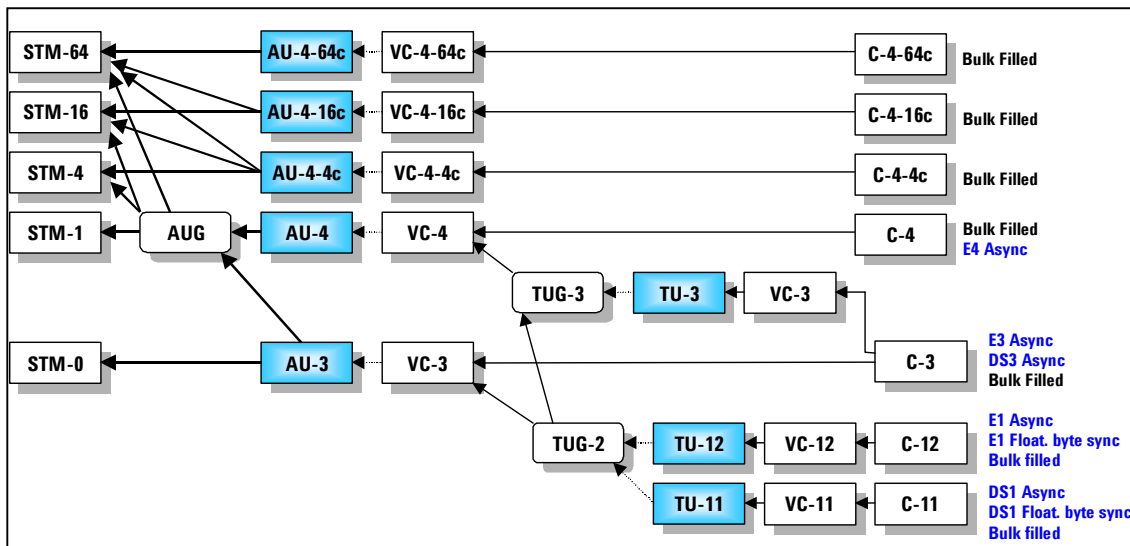 STM-64
AU-4-64c
VC-4-64c
C-4-64c
Bulk Filled
STM-16
AU-4-16c
VC-4-16c
C-4-16c
Bulk Filled
STM-4
AU-4-4c
VC-4-4c
C-4-4c
Bulk Filled
STM-1
AUG
AU-4
VC-4
C-4
Bulk Filled
E4 Async
TUG-3
TU-3
VC-3
STM-0
AU-3
VC-3
C-3
E3 Async
DS3 Async
Bulk Filled
TUG-2
TU-12
VC-12
C-12
E1 Async
E1 Float. byte sync
Bulk filled
TU-11
VC-11
C-11
DS1 Async
DS1 Float. byte sync
Bulk filled